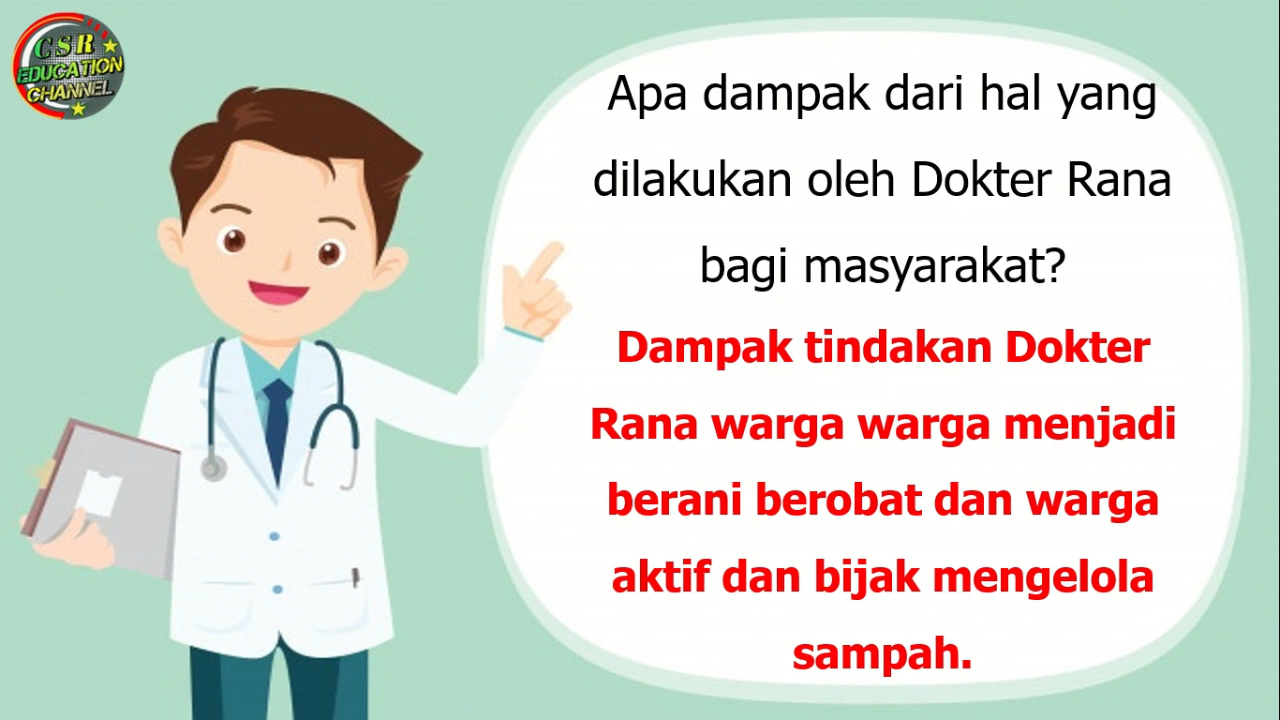 CSR
EDUCATION
CHANNEL
Apa dampak dari hal yang
dilakukan oleh Dokter Rana
bagi masyarakat?
Dampak tindakan Dokter
Rana warga warga menjadi
berani berobat dan warga
aktif dan bijak mengelola
sampah.